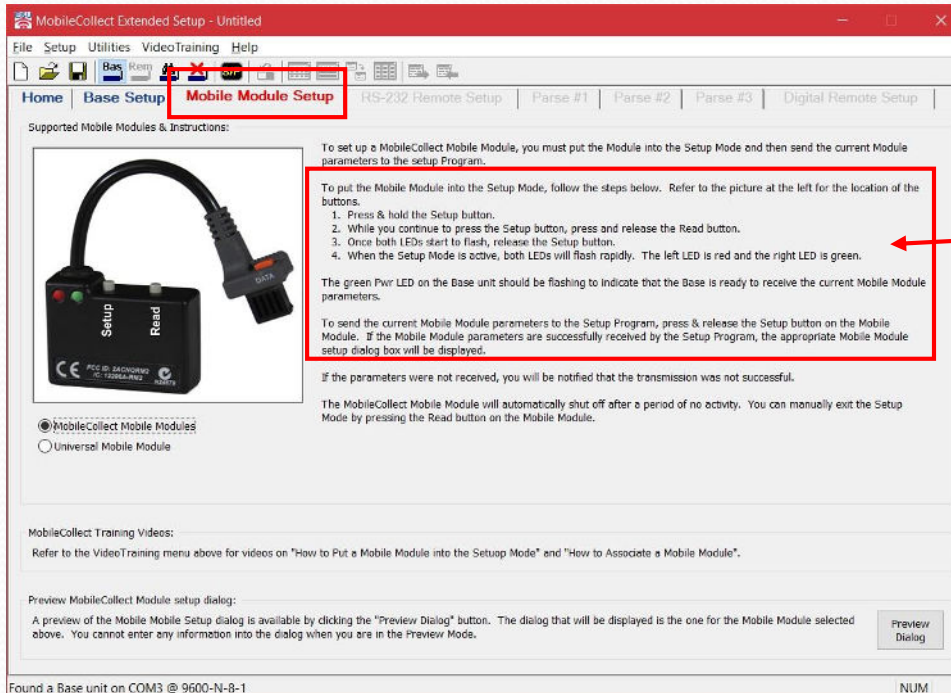 MobileCollect Extended Setup - Untitled
File Setup Utilities VideoTraining Help
Bas Rem
Home Base Setup Mobile Module Setup RS-232 Remote Setup Parse #1 Parse #2 Parse #3 Digital Remote Setup
Supported Mobile Modules & Instructions:
To set up a MobileCollect Mobile Module, you must put the Module into the Setup Mode and then send the current Module
parameters to the setup Program.
To put the Mobile Module into the Setup Mode, follow the steps below. Refer to the picture at the left for the location of the
buttons.
1. Press & hold the Setup button.
2. While you continue to press the Setup button, press and release the Read button.
3. Once both LEDs start to flash, release the Setup button.
4. When the Setup Mode is active, both LEDs will flash rapidly. The left LED is red and the right LED is green.
The green Pwr LED on the Base unit should be flashing to indicate that the Base is ready to receive the current Mobile Module
parameters.
To send the current Mobile Module parameters to the Setup Program, press & release the Setup button on the Mobile
Module. If the Mobile Module parameters are successfully received by the Setup Program, the appropriate Mobile Module
setup dialog box will be displayed.
If the parameters were not received, you will be notified that the transmission was not successful.
The MobileCollect Mobile Module will automatically shut off after a period of no activity. You can manually exit the Setup
Mode by pressing the Read button on the Mobile Module.
DATA
Setup
Read
CE FCC ID: 2ACNORM2
MobileCollect Mobile Modules
Universal Mobile Module
MobileCollect Training Videos:
Refer to the VideoTraining menu above for videos on "How to Put a Mobile Module into the Setuop Mode" and "How to Associate a Mobile Module".
Preview MobileCollect Module setup dialog:
A preview of the Mobile Mobile Setup dialog is available by clicking the "Preview Dialog" button. The dialog that will be displayed is the one for the Mobile Module selected
above. You cannot enter any information into the dialog when you are in the Preview Mode.
Preview
Dialog
Found a Base unit on COM3 @ 9600-N-8-1
NUM